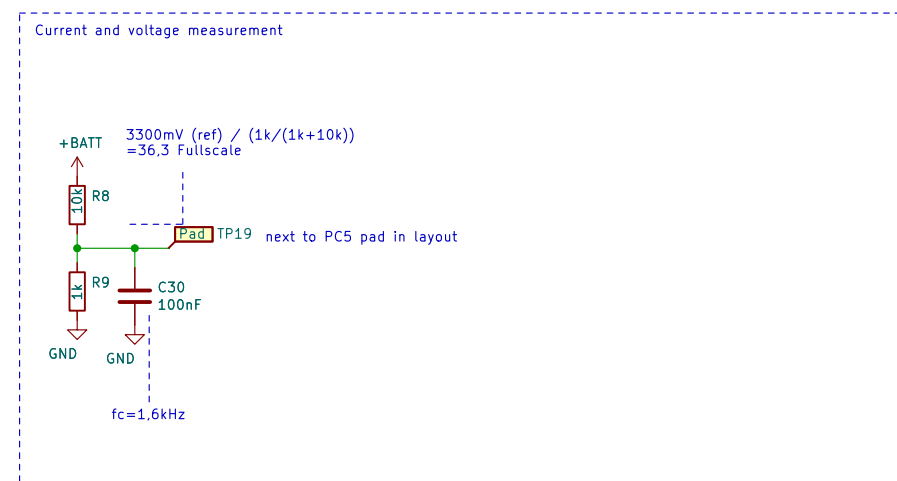 Current and voltage measurement
3300mV (ref) / (1k/(1k+10k))
=36,3 Fullscale
+BATT
10k
R8
Pad
TP19
next to PC5 pad in layout
1k
R9
C30
100nF
GND
GND
fc=1,6kHz